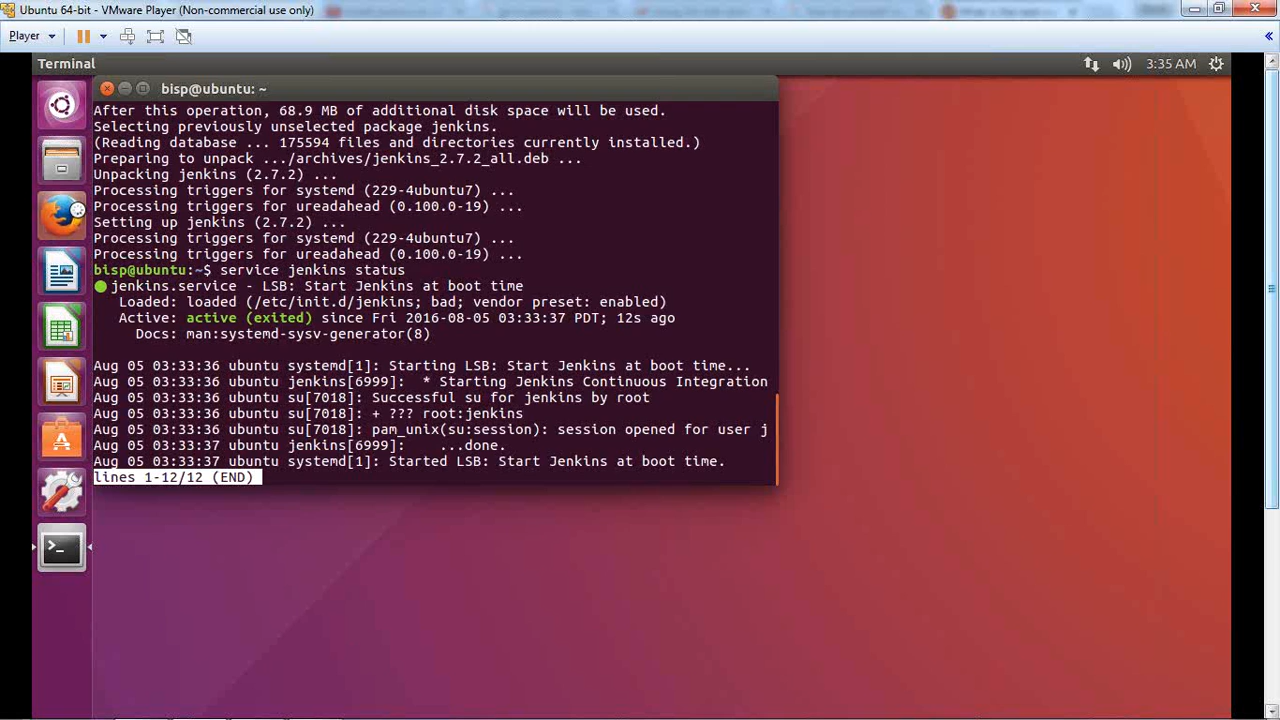 Ubuntu 64-bit - VMware Player (Non-commercial use only)
Player
Terminal
3:35 AM
bisp@ubuntu: ~
After this operation, 68.9 MB of additional disk space will be used.
Selecting previously unselected package jenkins.
(Reading database ... 175594 files and directories currently installed.)
Preparing to unpack .../archives/jenkins_2.7.2_all.deb ...
Unpacking jenkins (2.7.2) ...
Processing triggers for systemd (229-4ubuntu7) ...
Processing triggers for ureadahead (0.100.0-19) ...
Setting up jenkins (2.7.2) ...
Processing triggers for systemd (229-4ubuntu7) ...
Processing triggers for ureadahead (0.100.0-19) ...
bisp@ubuntu:~$ service jenkins status
jenkins.service - LSB: Start Jenkins at boot time
Loaded: loaded (/etc/init.d/jenkins; bad; vendor preset: enabled)
Active: active (exited) since Fri 2016-08-05 03:33:37 PDT; 12s ago
Docs: man:systemd-sysv-generator(8)
Aug 05 03:33:36 ubuntu systemd[1]: Starting LSB: Start Jenkins at boot time...
Aug 05 03:33:36 ubuntu jenkins[6999]:  * Starting Jenkins Continuous Integration
Aug 05 03:33:36 ubuntu su[7018]: Successful su for jenkins by root
Aug 05 03:33:36 ubuntu su[7018]: + ??? root:jenkins
Aug 05 03:33:36 ubuntu su[7018]: pam_unix(su:session): session opened for user j
Aug 05 03:33:37 ubuntu jenkins[6999]:    ...done.
Aug 05 03:33:37 ubuntu systemd[1]: Started LSB: Start Jenkins at boot time.
lines 1-12/12 (END)